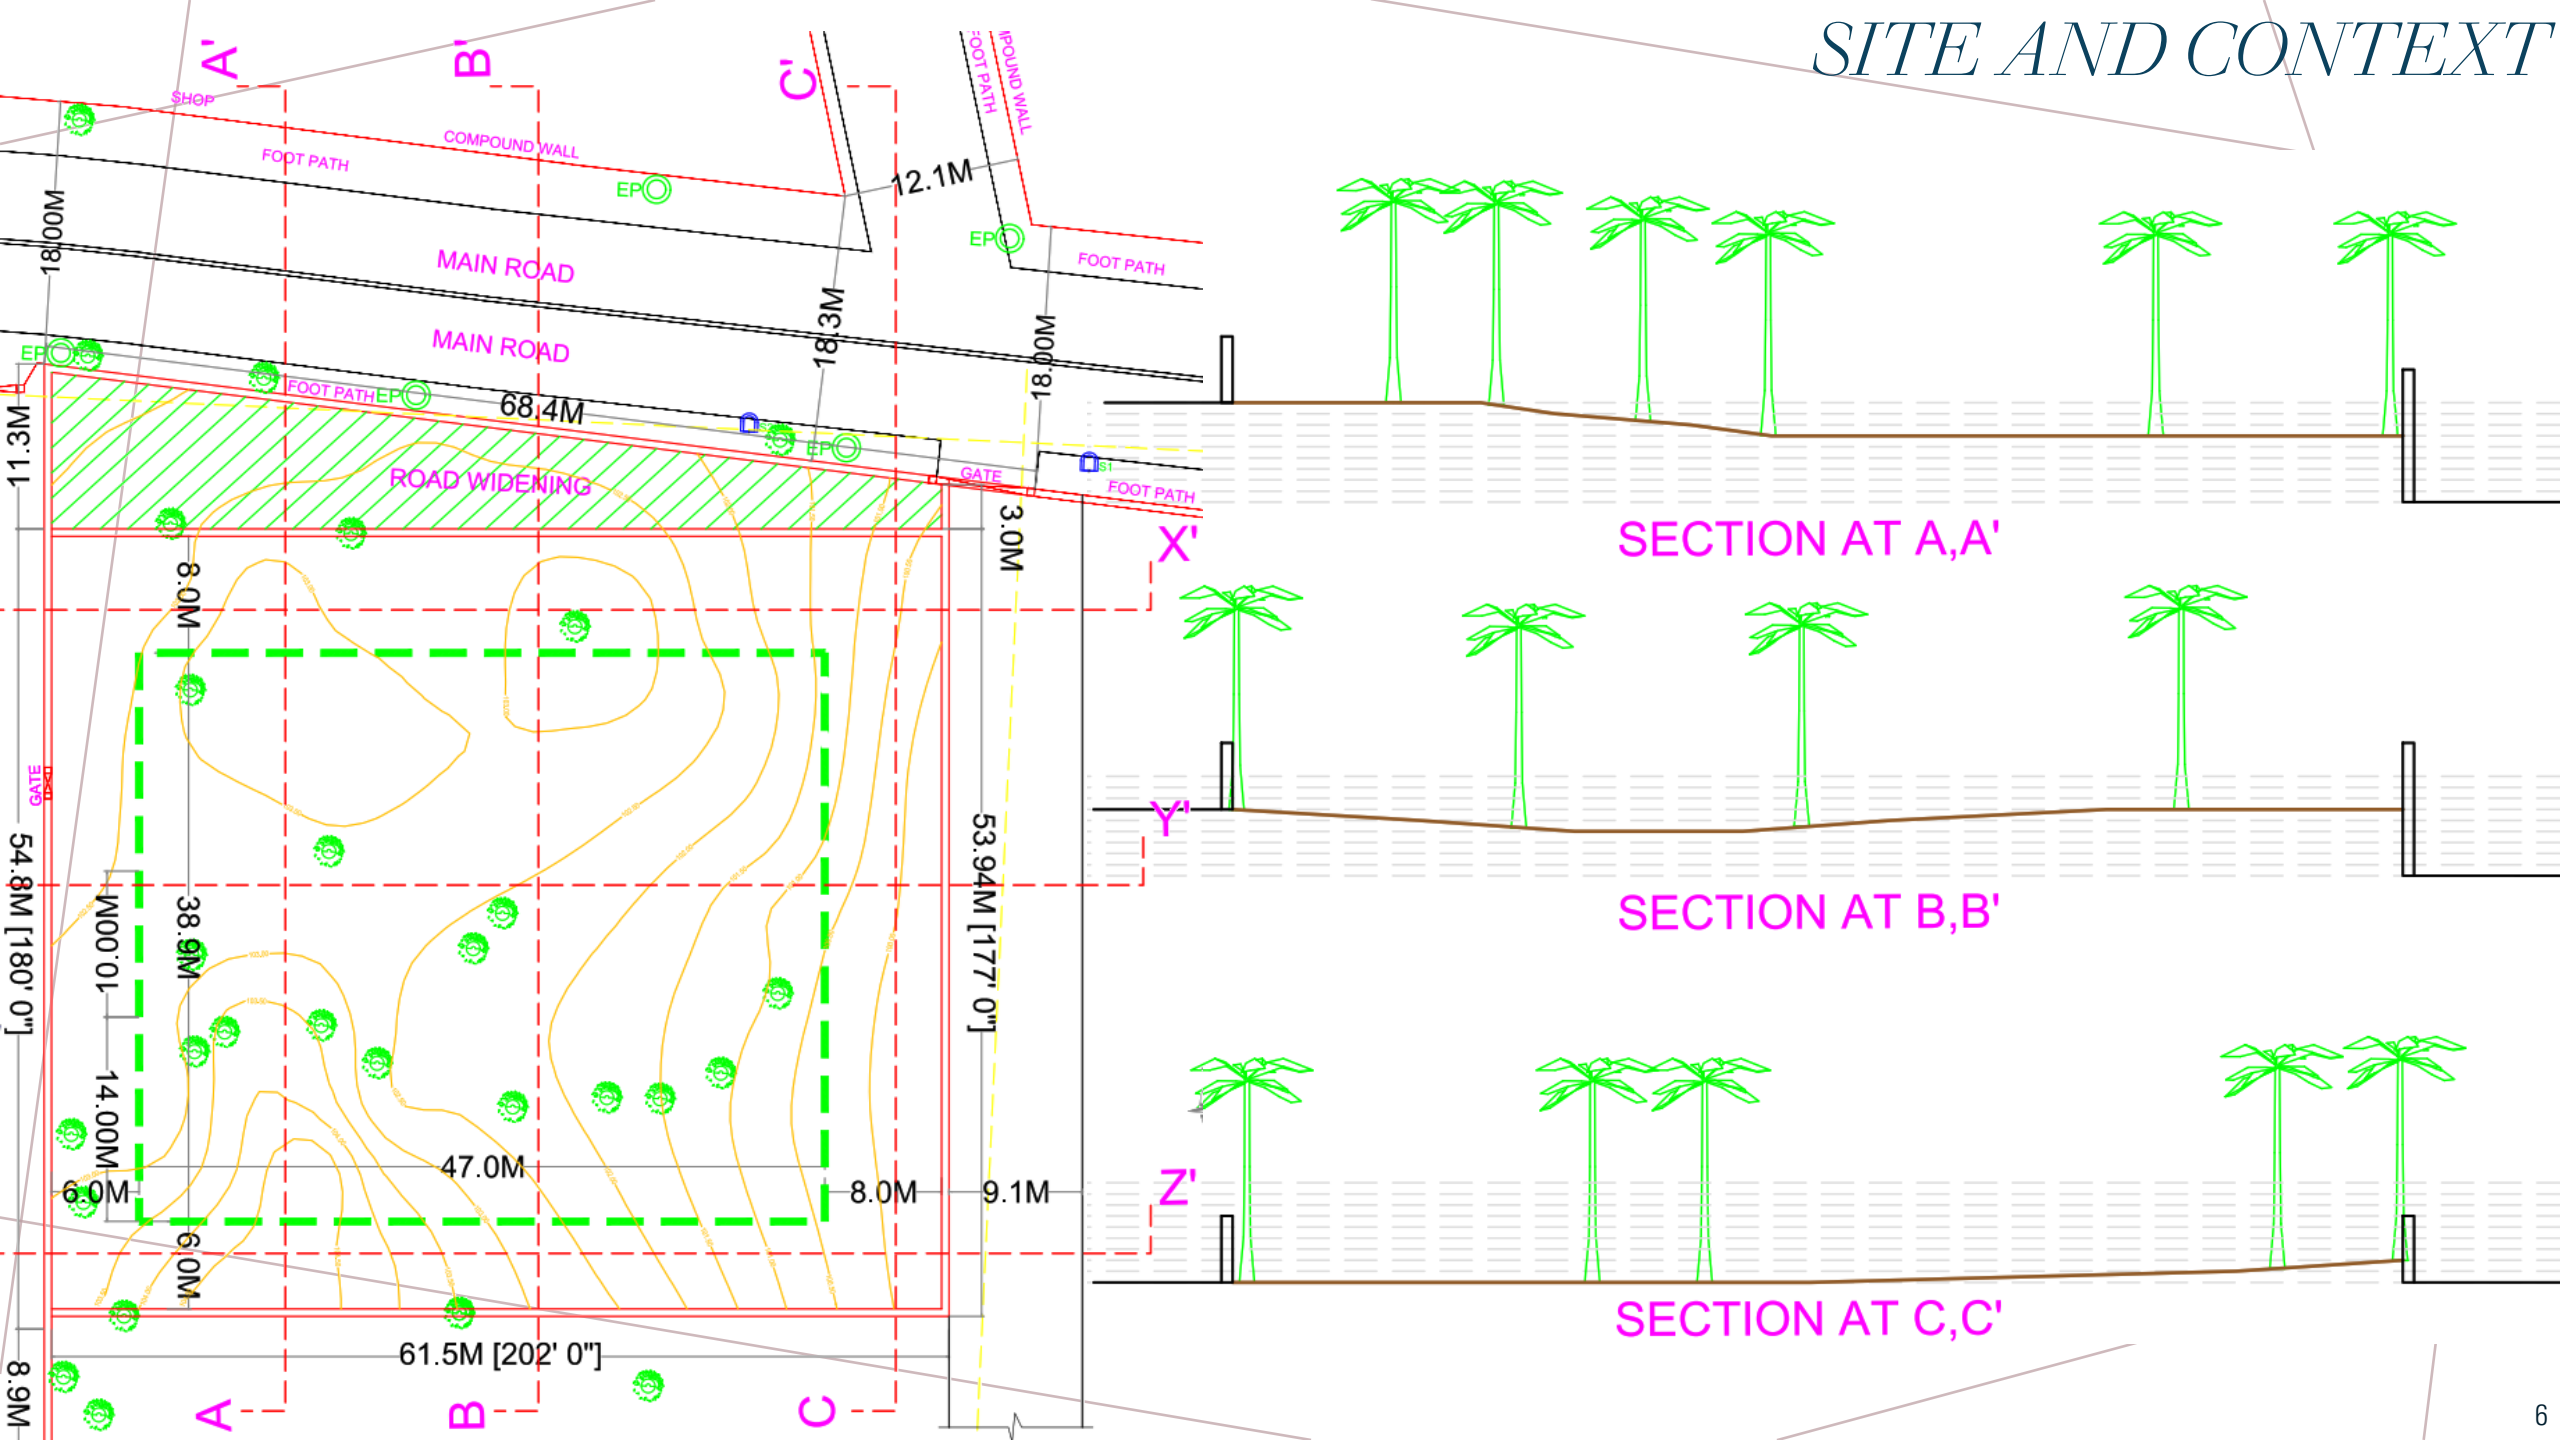 SITE AND CONTEXT
A'
B'
C'
SHOP
COMPOUND WALL
FOOT PATH
FOOT PATH
EP
12.1M
18.00M
EP
FOOT PATH
MAIN ROAD
MAIN ROAD
18.3M
18.00M
EP
FOOT PATH
EP
68.4M
EP
11.3M
ROAD WIDENING
GATE
S1
FOOT PATH
3.0M
X'
8.0M
GATE
54.8M [180' 0"]
10.00M
38.9M
53.94M [177' 0"]
Y'
14.00M
47.0M
6.0M
8.0M
9.1M
Z'
6.0M
61.5M [202' 0"]
8.9M
A
B
C
SECTION AT A,A'
SECTION AT B,B'
SECTION AT C,C'
6